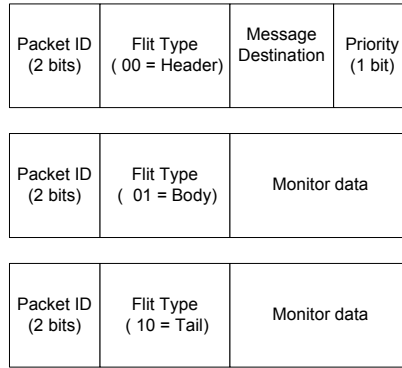 Packet ID
(2 bits)
Flit Type
( 00 = Header)
Message
Destination
Priority
(1 bit)
Packet ID
(2 bits)
Flit Type
( 01 = Body)
Monitor data
Packet ID
(2 bits)
Flit Type
( 10 = Tail)
Monitor data